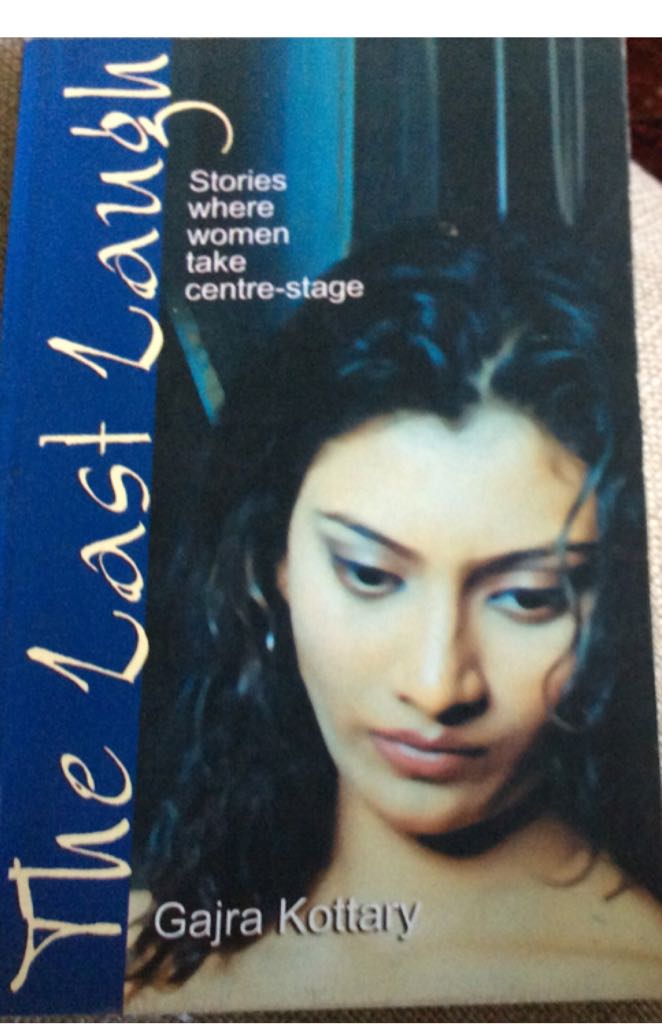 The Last Laugh
Stories
where
women
take
centre-stage
Gajra Kottary